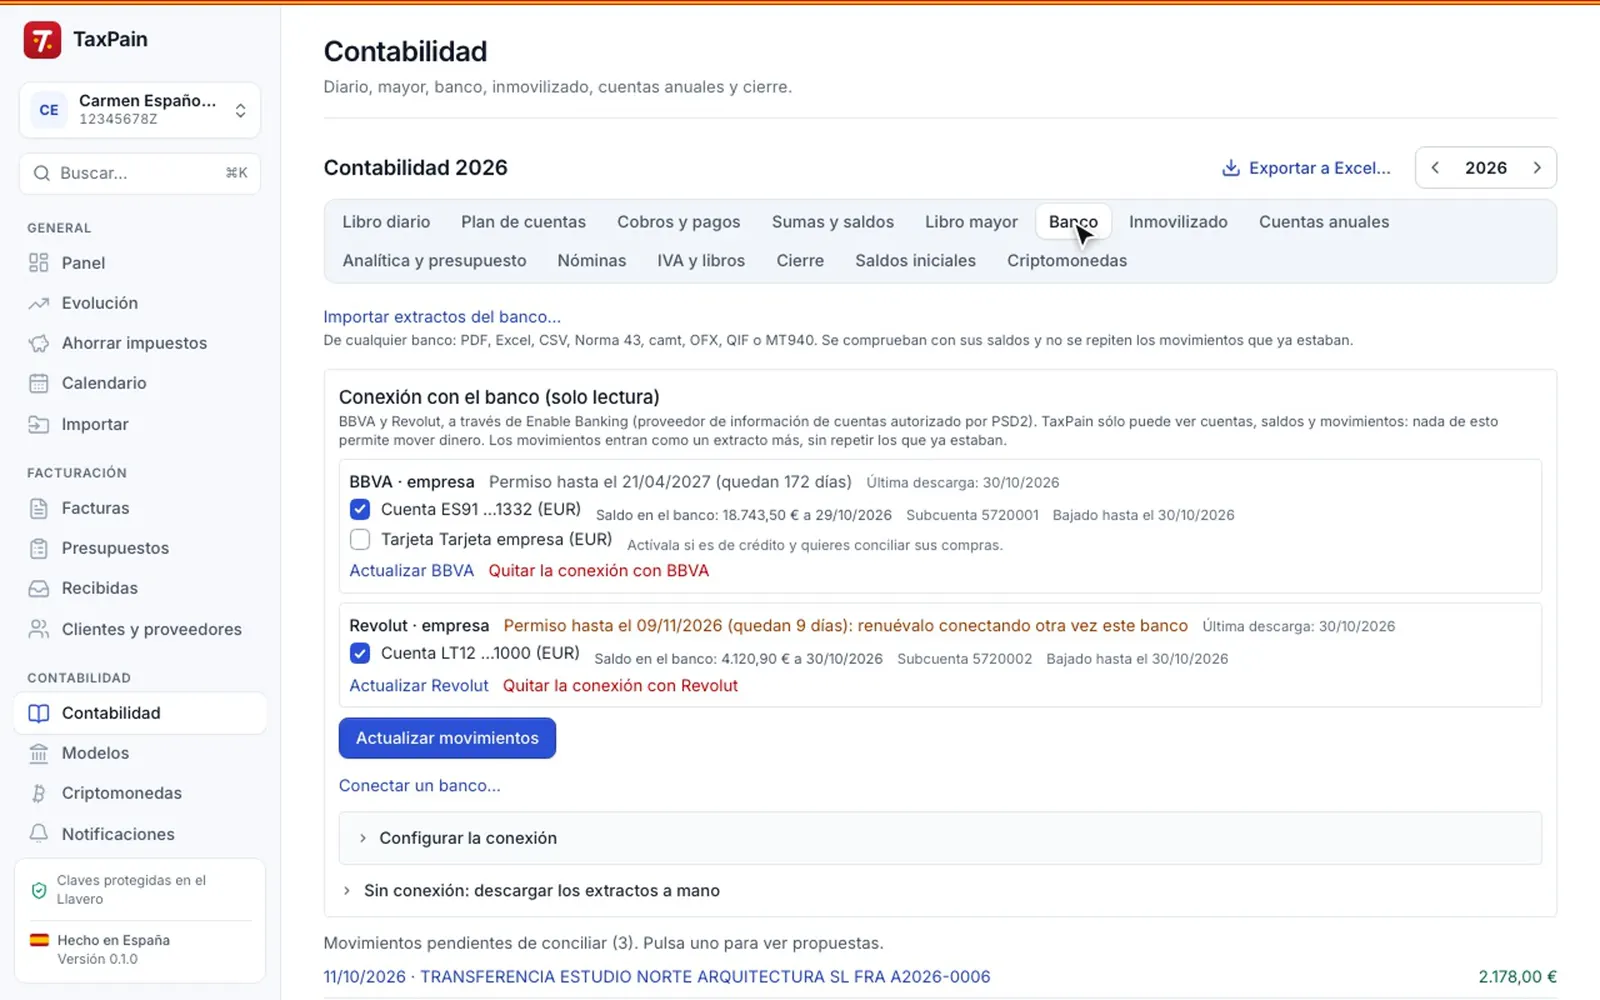 TaxPain
CE
Carmen Españo...
12345678Z
Buscar...
⌘K
GENERAL
Panel
Evolución
Ahorrar impuestos
Calendario
Importar
FACTURACIÓN
Facturas
Presupuestos
Recibidas
Clientes y proveedores
CONTABILIDAD
Contabilidad
Modelos
Criptomonedas
Notificaciones
Claves protegidas en el
Llavero
Hecho en España
Versión 0.1.0
Contabilidad
Diario, mayor, banco, inmovilizado, cuentas anuales y cierre.
Contabilidad 2026
Exportar a Excel...
2026
Libro diario Plan de cuentas Cobros y pagos Sumas y saldos Libro mayor Banco Inmovilizado Cuentas anuales
Analítica y presupuesto Nóminas IVA y libros Cierre Saldos iniciales Criptomonedas
Importar extractos del banco...
De cualquier banco: PDF, Excel, CSV, Norma 43, camt, OFX, QIF o MT940. Se comprueban con sus saldos y no se repiten los movimientos que ya estaban.
Conexión con el banco (solo lectura)
BBVA y Revolut, a través de Enable Banking (proveedor de información de cuentas autorizado por PSD2). TaxPain sólo puede ver cuentas, saldos y movimientos: nada de esto
permite mover dinero. Los movimientos entran como un extracto más, sin repetir los que ya estaban.
BBVA · empresa Permiso hasta el 21/04/2027 (quedan 172 días) Última descarga: 30/10/2026
Cuenta ES91 ...1332 (EUR) Saldo en el banco: 18.743,50 € a 29/10/2026 Subcuenta 5720001 Bajado hasta el 30/10/2026
Tarjeta Tarjeta empresa (EUR) Actívala si es de crédito y quieres conciliar sus compras.
Actualizar BBVA Quitar la conexión con BBVA
Revolut · empresa Permiso hasta el 09/11/2026 (quedan 9 días): renuévalo conectando otra vez este banco Última descarga: 30/10/2026
Cuenta LT12 ...1000 (EUR) Saldo en el banco: 4.120,90 € a 30/10/2026 Subcuenta 5720002 Bajado hasta el 30/10/2026
Actualizar Revolut Quitar la conexión con Revolut
Actualizar movimientos
Conectar un banco...
Configurar la conexión
Sin conexión: descargar los extractos a mano
Movimientos pendientes de conciliar (3). Pulsa uno para ver propuestas.
11/10/2026 · TRANSFERENCIA ESTUDIO NORTE ARQUITECTURA SL FRA A2026-0006 2.178,00 €